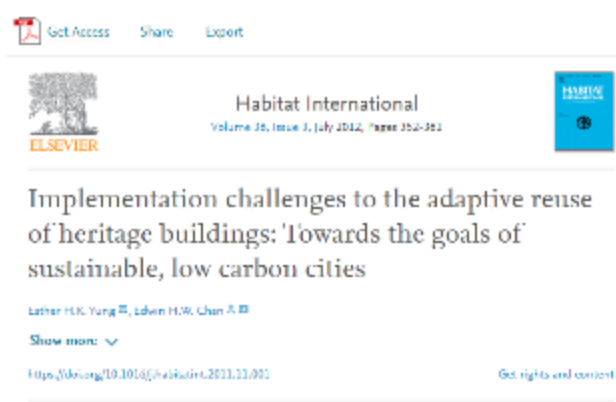 Get Access Share Export
Habitat International
HABITAT
Volume 36, Issue 3, July 2012, Pages 352-361
ELSEVIER
Implementation challenges to the adaptive reuse
of heritage buildings: Towards the goals of
sustainable, low carbon cities
Esther H.K. Yung, Edwin H.W. Chan
Show more
https://doi.org/10.1016/j.habitatint.2011.11.001
Get rights and content